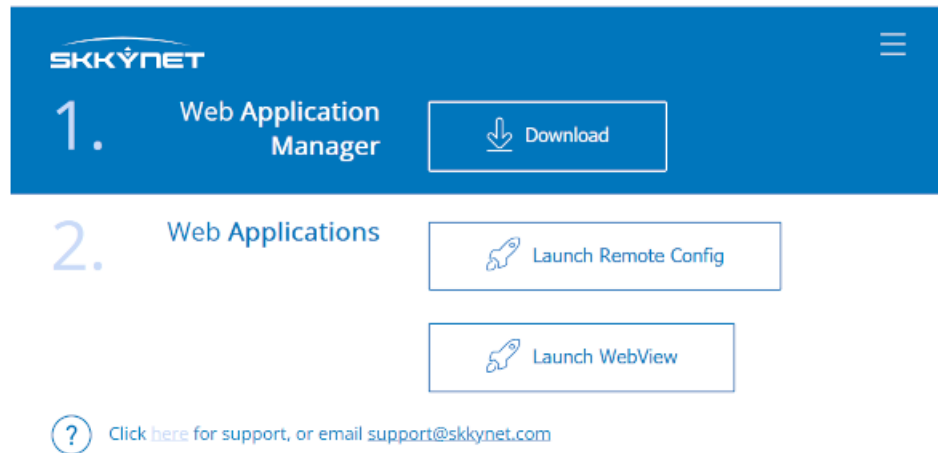 SKKYNET
1. Web Application
Manager
Download
2. Web Applications
Launch Remote Config
Launch WebView
? Click here for support, or email support@skkynet.com